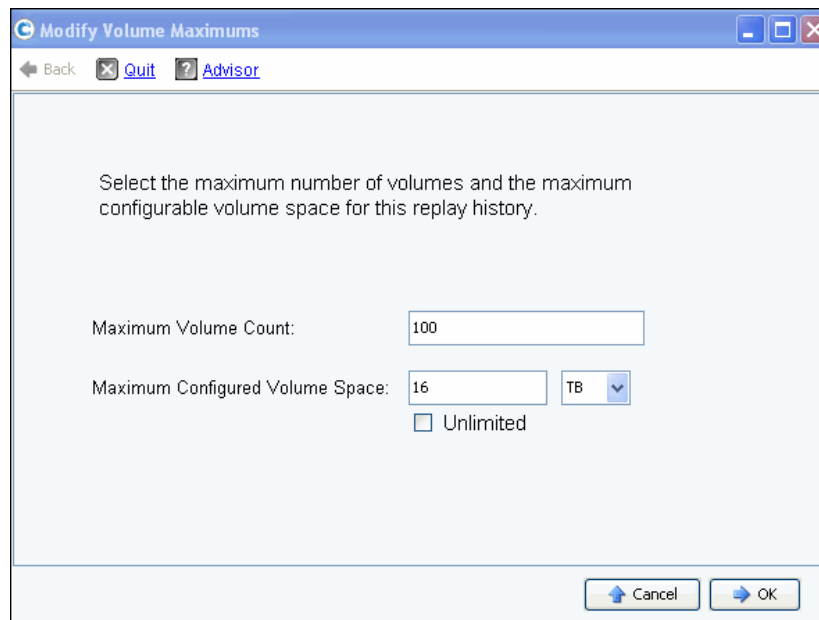 Modify Volume Maximums
Back Quit Advisor
Select the maximum number of volumes and the maximum
configurable volume space for this replay history.
Maximum Volume Count: 100
Maximum Configured Volume Space: 16 TB
Unlimited
Cancel OK